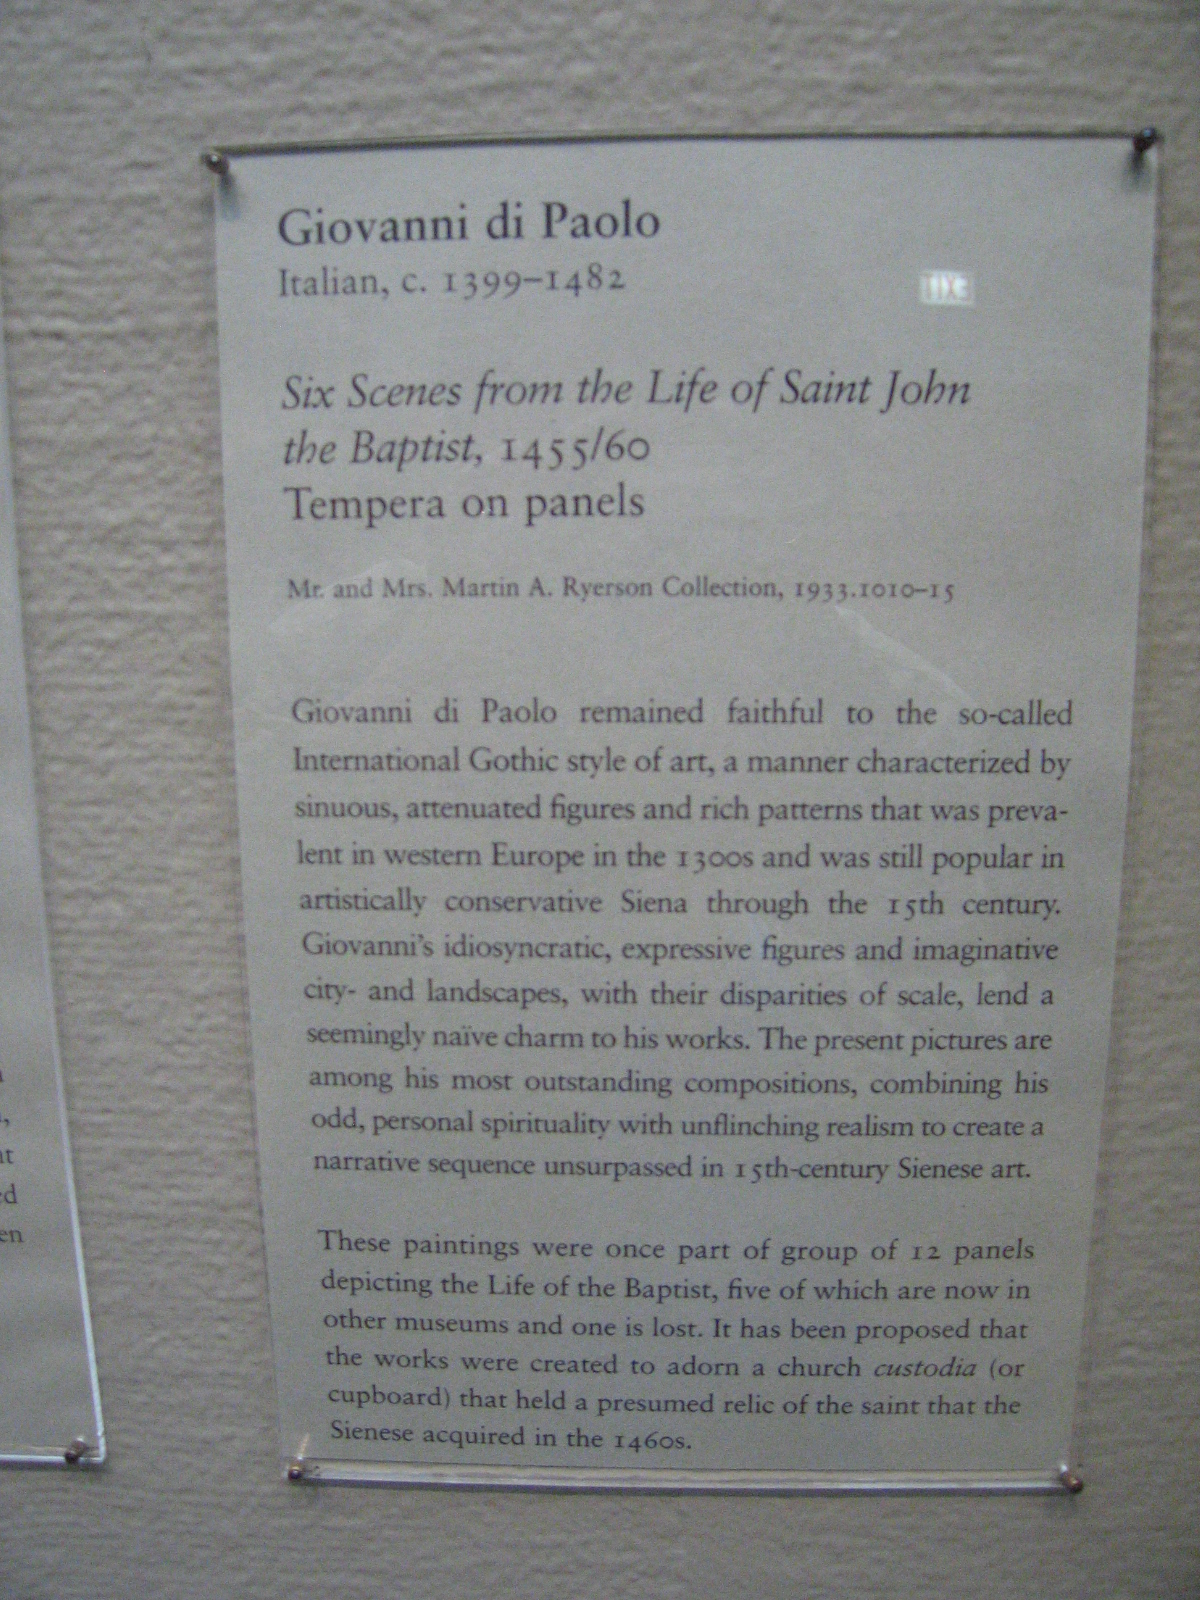 Giovanni di Paolo
Italian, c. 1399–1482
Six Scenes from the Life of Saint John
the Baptist, 1455/60
Tempera on panels
Mr. and Mrs. Martin A. Ryerson Collection, 1933.1010–15
Giovanni di Paolo remained faithful to the so-called
International Gothic style of art, a manner characterized by
sinuous, attenuated figures and rich patterns that was preva-
lent in western Europe in the 1300s and was still popular in
artistically conservative Siena through the 15th century.
Giovanni's idiosyncratic, expressive figures and imaginative
city- and landscapes, with their disparities of scale, lend a
seemingly naïve charm to his works. The present pictures are
among his most outstanding compositions, combining his
odd, personal spirituality with unflinching realism to create a
narrative sequence unsurpassed in 15th-century Sienese art.
These paintings were once part of group of 12 panels
depicting the Life of the Baptist, five of which are now in
other museums and one is lost. It has been proposed that
the works were created to adorn a church custodia (or
cupboard) that held a presumed relic of the saint that the
Sienese acquired in the 1460s.